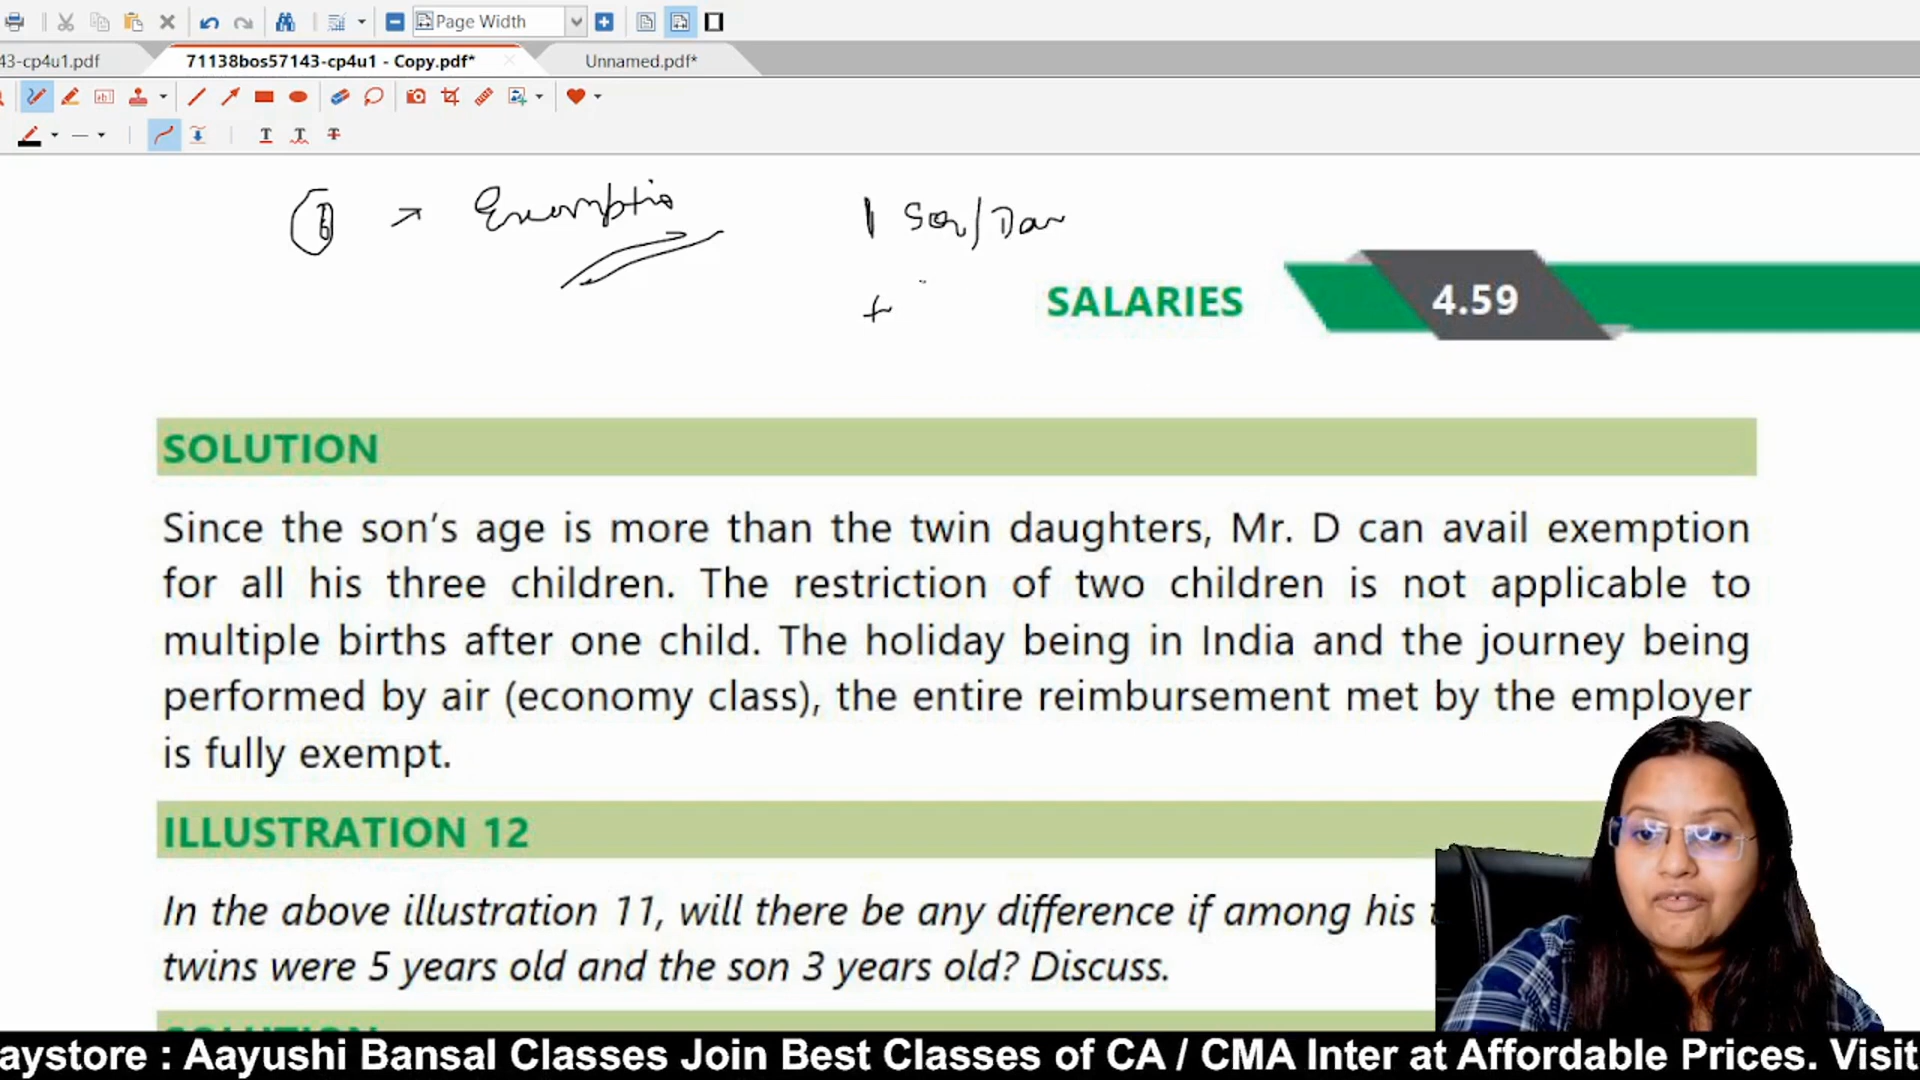 Page Width
43-cp4u1.pdf
71138bos57143-cp4u1 - Copy.pdf*
Unnamed.pdf*
Exemptio
1 Son/Dau
+
SALARIES
4.59
SOLUTION
Since the son’s age is more than the twin daughters, Mr. D can avail exemption
for all his three children. The restriction of two children is not applicable to
multiple births after one child. The holiday being in India and the journey being
performed by air (economy class), the entire reimbursement met by the employer
is fully exempt.
ILLUSTRATION 12
In the above illustration 11, will there be any difference if among his
twins were 5 years old and the son 3 years old? Discuss.
SOLUTION
aystore : Aayushi Bansal Classes Join Best Classes of CA / CMA Inter at Affordable Prices. Visit